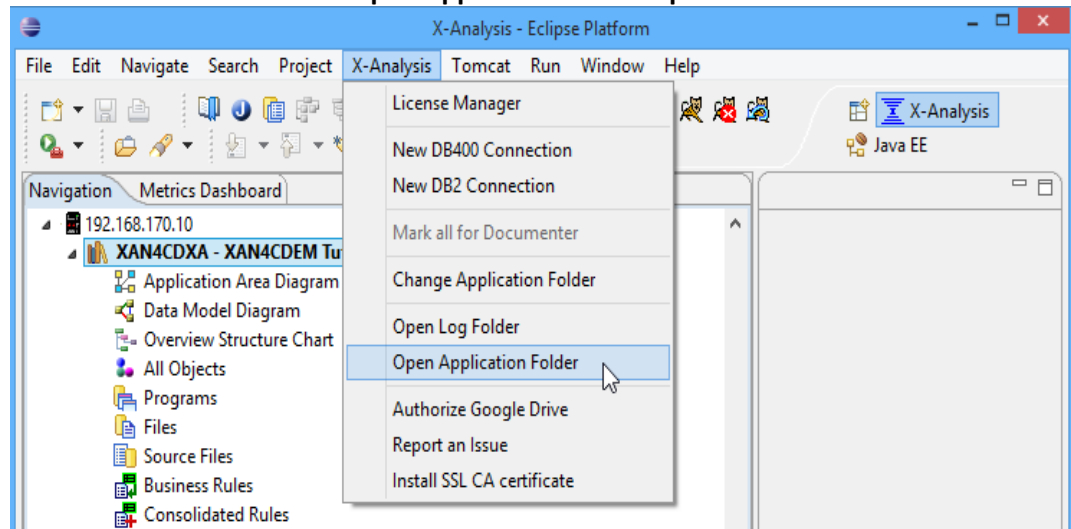 X-Analysis - Eclipse Platform
File Edit Navigate Search Project X-Analysis Tomcat Run Window Help
License Manager
New DB400 Connection
New DB2 Connection
Mark all for Documenter
Change Application Folder
Open Log Folder
Open Application Folder
Authorize Google Drive
Report an Issue
Install SSL CA certificate
X-Analysis
Java EE
Navigation Metrics Dashboard
192.168.170.10
XAN4CDXA - XAN4CDEM Tu
Application Area Diagram
Data Model Diagram
Overview Structure Chart
All Objects
Programs
Files
Source Files
Business Rules
Consolidated Rules